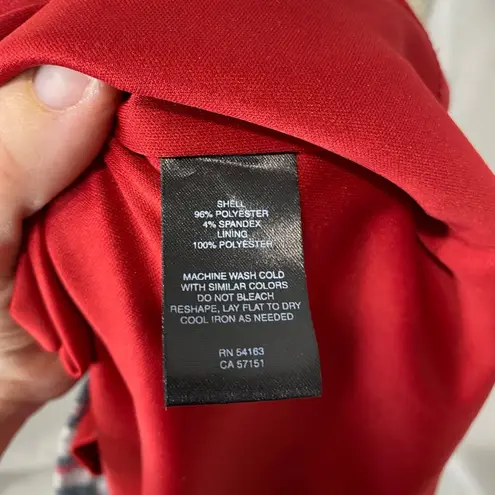 SHELL
96% POLYESTER
4% SPANDEX
LINING
100% POLYESTER
MACHINE WASH COLD
WITH SIMILAR COLORS
DO NOT BLEACH
RESHAPE, LAY FLAT TO DRY
COOL IRON AS NEEDED
RN 54163
CA 57151